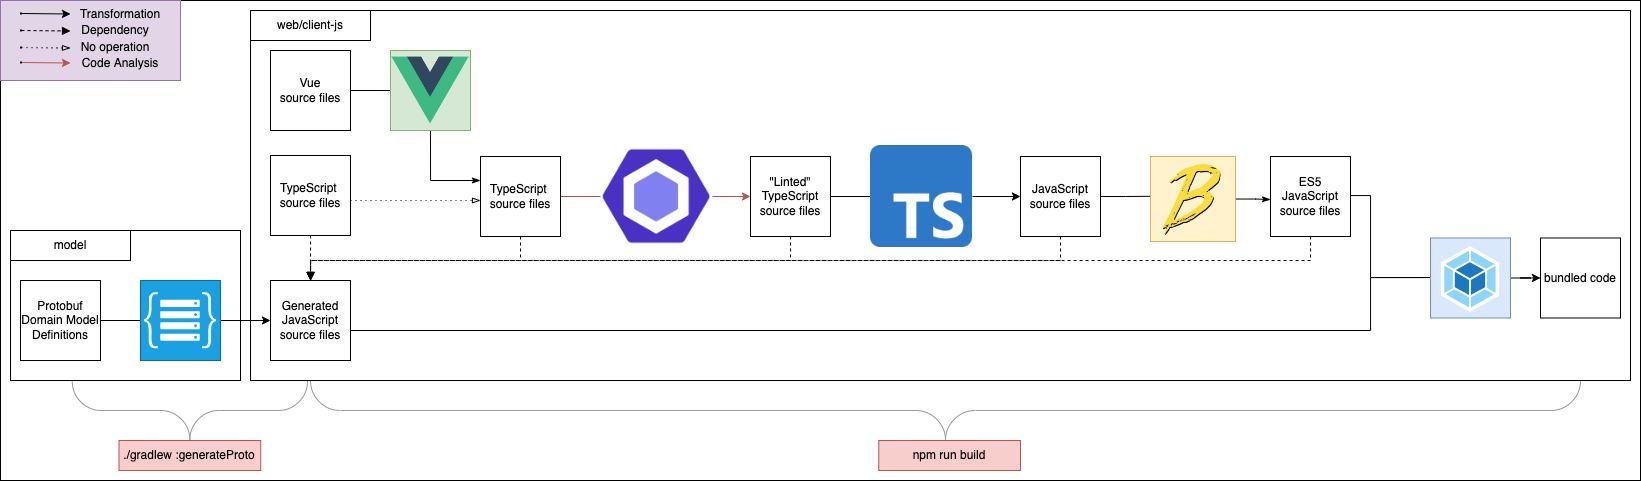 Transformation
Dependency
No operation
Code Analysis
web/client-js
Vue
source files
TypeScript
source files
TypeScript
source files
"Linted"
TypeScript
source files
TS
JavaScript
source files
B
ES5
JavaScript
source files
model
Protobuf
Domain Model
Definitions
{ }
Generated
JavaScript
source files
bundled code
./gradlew :generateProto
npm run build